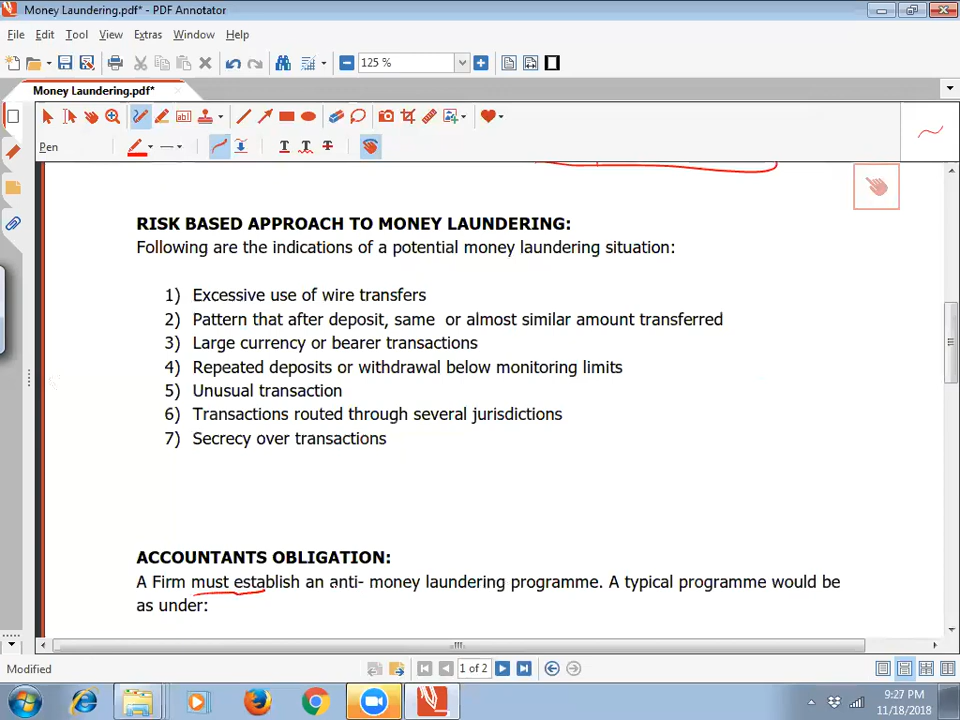 Money Laundering.pdf* - PDF Annotator
File Edit Tool View Extras Window Help
125 %
Money Laundering.pdf*
Pen
RISK BASED APPROACH TO MONEY LAUNDERING:
Following are the indications of a potential money laundering situation:
1) Excessive use of wire transfers
2) Pattern that after deposit, same or almost similar amount transferred
3) Large currency or bearer transactions
4) Repeated deposits or withdrawal below monitoring limits
5) Unusual transaction
6) Transactions routed through several jurisdictions
7) Secrecy over transactions
ACCOUNTANTS OBLIGATION:
A Firm must establish an anti- money laundering programme. A typical programme would be
as under:
Modified
1 of 2
9:27 PM
11/18/2018